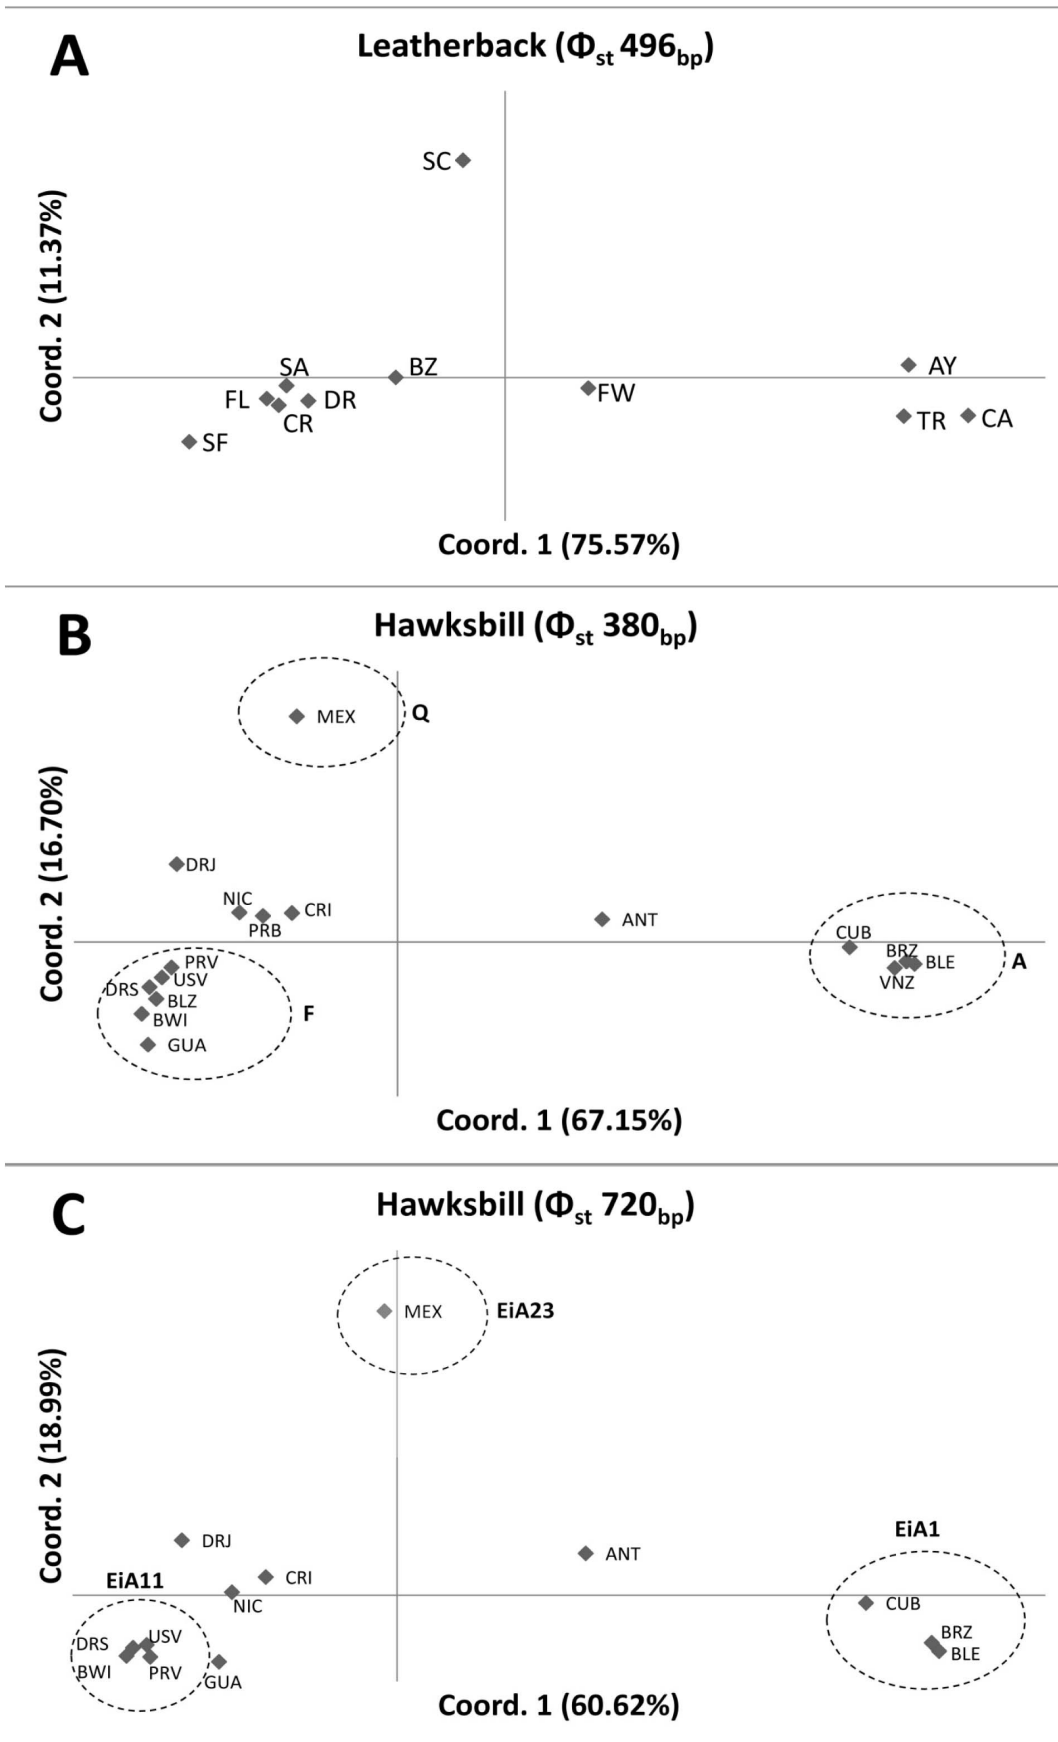 A
Leatherback (Φst 496bp)
SC
Coord. 2 (11.37%)
SA
BZ
AY
FL
DR
FW
CR
TR
CA
SF
Coord. 1 (75.57%)
B
Hawksbill (Φst 380bp)
MEX
Q
Coord. 2 (16.70%)
DRJ
NIC
CRI
PRB
ANT
CUB
BRZ
BLE
A
VNZ
PRV
USV
DRS
BLZ
BWI
F
GUA
Coord. 1 (67.15%)
C
Hawksbill (Φst 720bp)
MEX
EiA23
Coord. 2 (18.99%)
EiA1
DRJ
ANT
EiA11
CRI
NIC
CUB
USV
DRS
BRZ
BLE
BWI
PRV
GUA
Coord. 1 (60.62%)